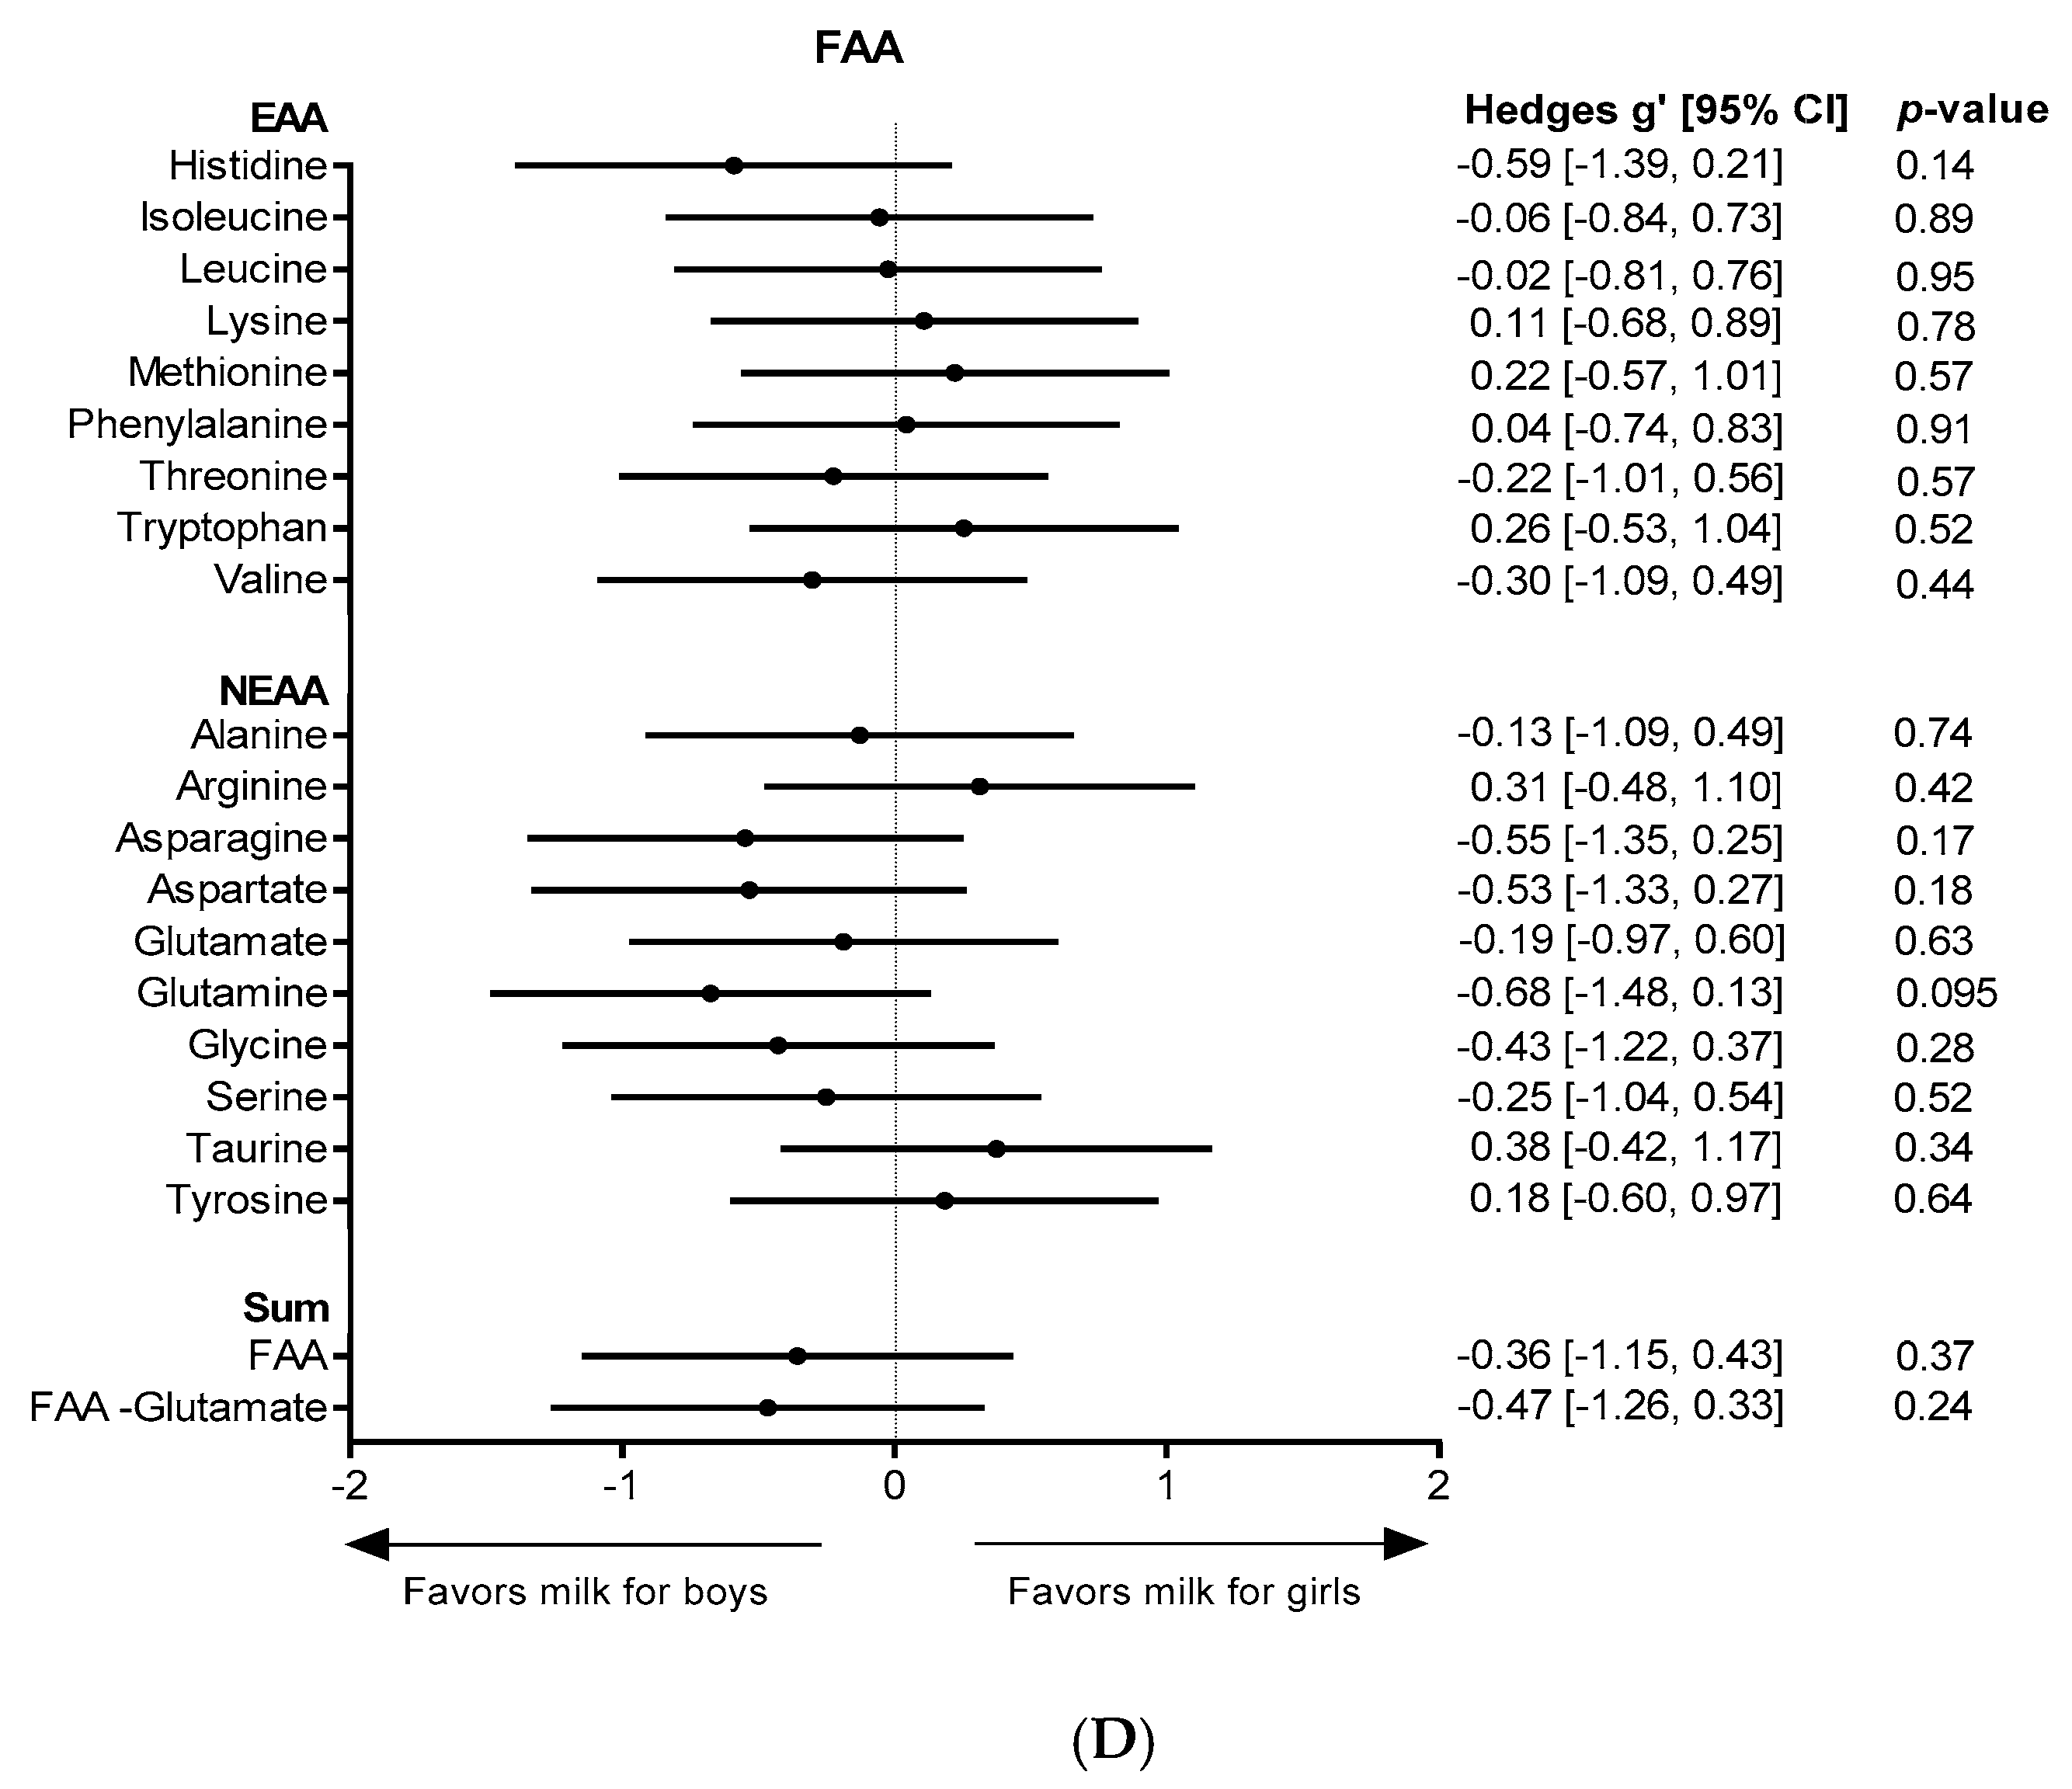 FAA
Hedges g' [95% CI] p-value
EAA
Histidine -0.59 [-1.39, 0.21] 0.14
Isoleucine -0.06 [-0.84, 0.73] 0.89
Leucine -0.02 [-0.81, 0.76] 0.95
Lysine 0.11 [-0.68, 0.89] 0.78
Methionine 0.22 [-0.57, 1.01] 0.57
Phenylalanine 0.04 [-0.74, 0.83] 0.91
Threonine -0.22 [-1.01, 0.56] 0.57
Tryptophan 0.26 [-0.53, 1.04] 0.52
Valine -0.30 [-1.09, 0.49] 0.44
NEAA
Alanine -0.13 [-1.09, 0.49] 0.74
Arginine 0.31 [-0.48, 1.10] 0.42
Asparagine -0.55 [-1.35, 0.25] 0.17
Aspartate -0.53 [-1.33, 0.27] 0.18
Glutamate -0.19 [-0.97, 0.60] 0.63
Glutamine -0.68 [-1.48, 0.13] 0.095
Glycine -0.43 [-1.22, 0.37] 0.28
Serine -0.25 [-1.04, 0.54] 0.52
Taurine 0.38 [-0.42, 1.17] 0.34
Tyrosine 0.18 [-0.60, 0.97] 0.64
Sum
FAA -0.36 [-1.15, 0.43] 0.37
FAA -Glutamate -0.47 [-1.26, 0.33] 0.24
-2 -1 0 1 2
Favors milk for boys Favors milk for girls
(D)